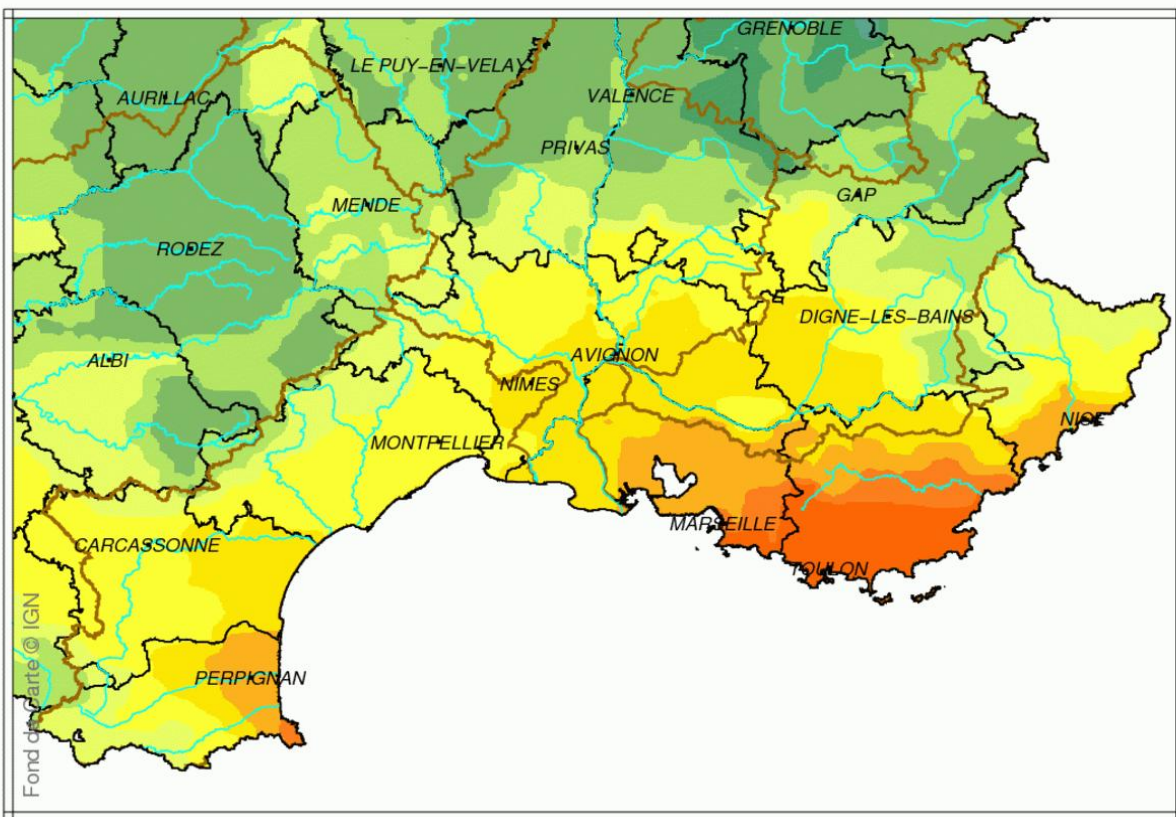 GRENOBLE
LE PUY-EN-VELAY
AURILLAC
VALENCE
PRIVAS
MENDE
GAP
RODEZ
DIGNE-LES-BAINS
AVIGNON
ALBI
NIMES
NICE
MONTPELLIER
MARSEILLE
CARCASSONNE
TOULON
PERPIGNAN
Fond de Carte © IGN